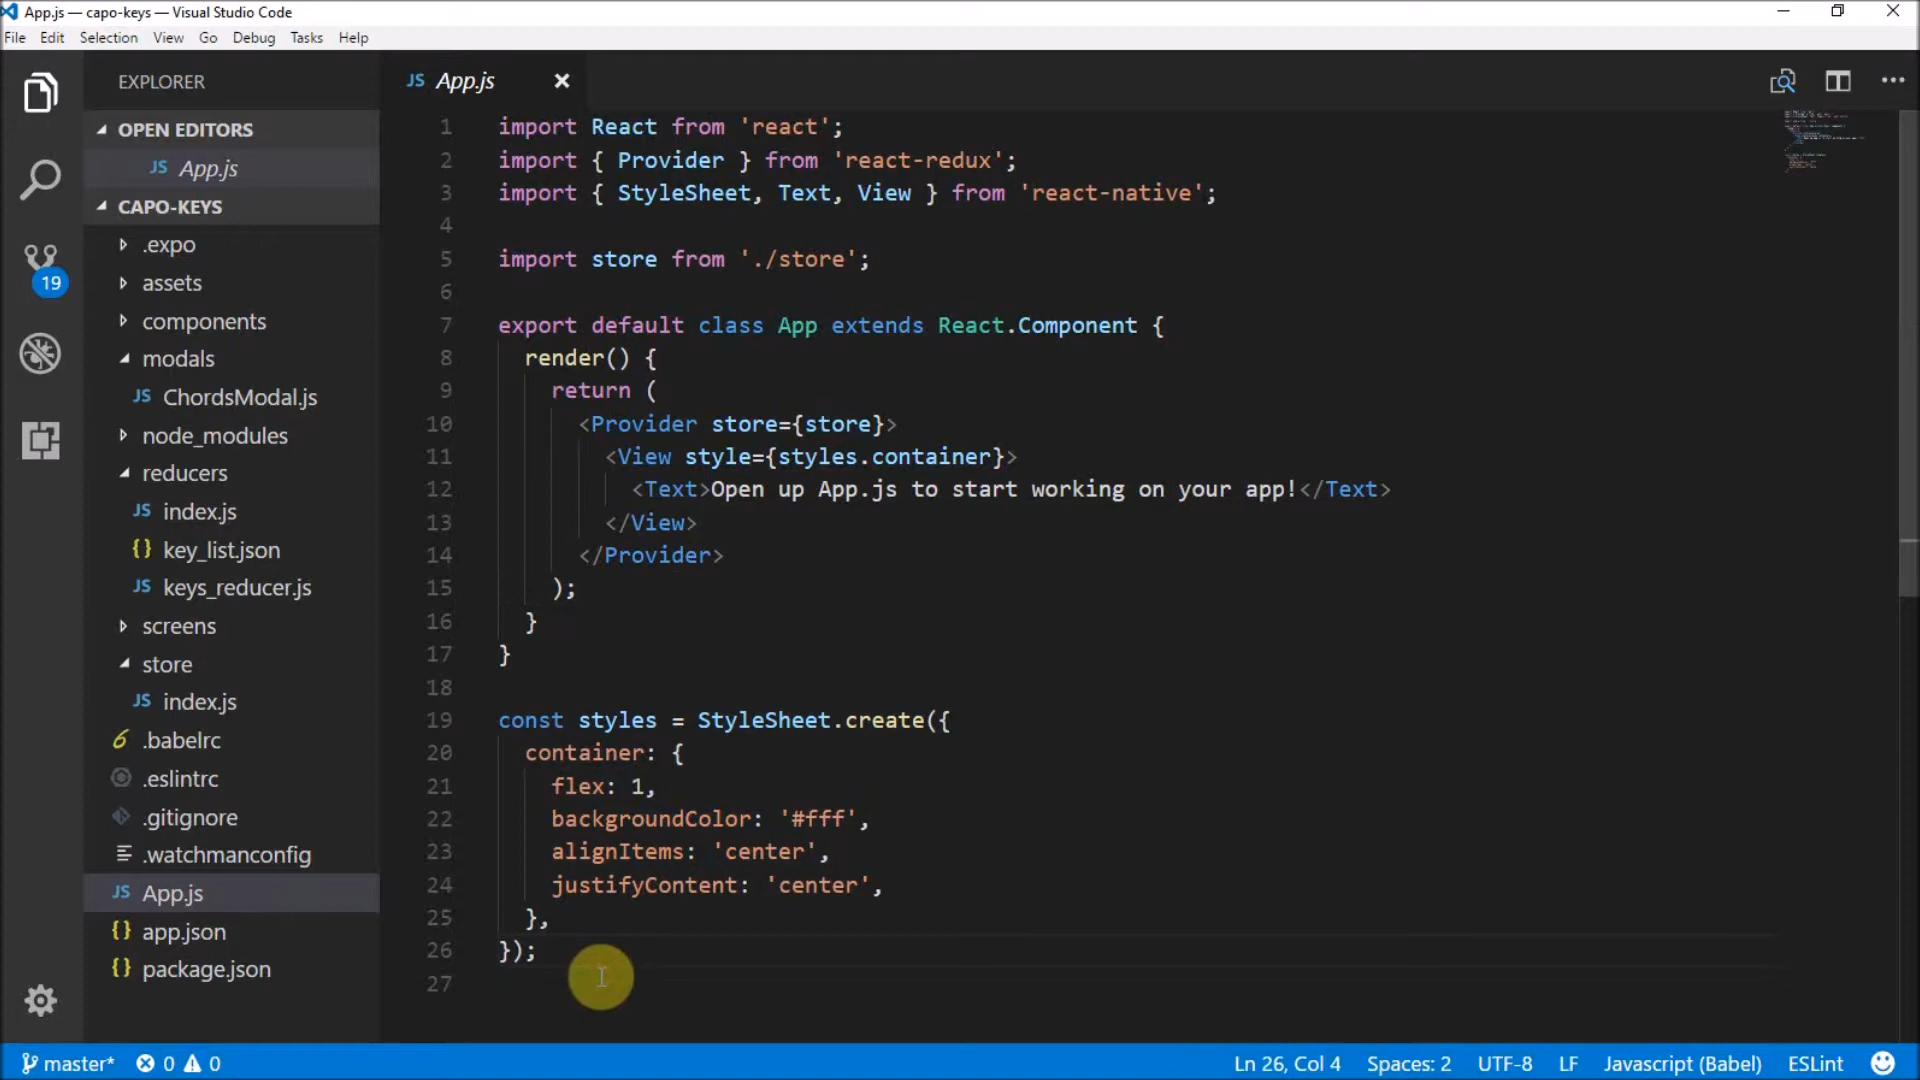 App.js — capo-keys — Visual Studio Code
File Edit Selection View Go Debug Tasks Help
EXPLORER
OPEN EDITORS
JS App.js
CAPO-KEYS
.expo
assets
components
modals
JS ChordsModal.js
node_modules
reducers
JS index.js
{} key_list.json
JS keys_reducer.js
screens
store
JS index.js
6 .babelrc
.eslintrc
.gitignore
.watchmanconfig
JS App.js
{} app.json
{} package.json
19
JS App.js
1 import React from 'react';
2 import { Provider } from 'react-redux';
3 import { StyleSheet, Text, View } from 'react-native';
4
5 import store from './store';
6
7 export default class App extends React.Component {
8 render() {
9 return (
10 <Provider store={store}>
11 <View style={styles.container}>
12 <Text>Open up App.js to start working on your app!</Text>
13 </View>
14 </Provider>
15 );
16 }
17 }
18
19 const styles = StyleSheet.create({
20 container: {
21 flex: 1,
22 backgroundColor: '#fff',
23 alignItems: 'center',
24 justifyContent: 'center',
25 },
26 });
27
master* 0 0 Ln 26, Col 4 Spaces: 2 UTF-8 LF Javascript (Babel) ESLint